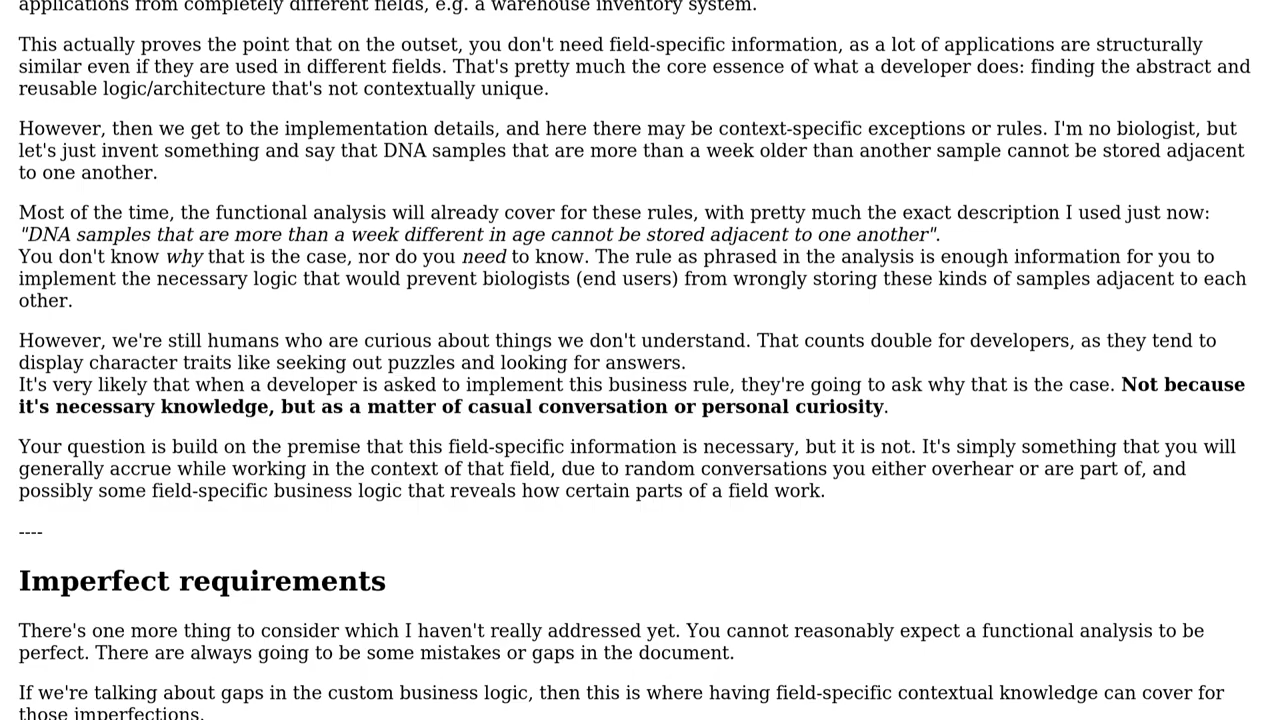 applications from completely different fields, e.g. a warehouse inventory system.
This actually proves the point that on the outset, you don't need field-specific information, as a lot of applications are structurally
similar even if they are used in different fields. That's pretty much the core essence of what a developer does: finding the abstract and
reusable logic/architecture that's not contextually unique.
However, then we get to the implementation details, and here there may be context-specific exceptions or rules. I'm no biologist, but
let's just invent something and say that DNA samples that are more than a week older than another sample cannot be stored adjacent
to one another.
Most of the time, the functional analysis will already cover for these rules, with pretty much the exact description I used just now:
"DNA samples that are more than a week different in age cannot be stored adjacent to one another".
You don't know why that is the case, nor do you need to know. The rule as phrased in the analysis is enough information for you to
implement the necessary logic that would prevent biologists (end users) from wrongly storing these kinds of samples adjacent to each
other.
However, we're still humans who are curious about things we don't understand. That counts double for developers, as they tend to
display character traits like seeking out puzzles and looking for answers.
It's very likely that when a developer is asked to implement this business rule, they're going to ask why that is the case. Not because
it's necessary knowledge, but as a matter of casual conversation or personal curiosity.
Your question is build on the premise that this field-specific information is necessary, but it is not. It's simply something that you will
generally accrue while working in the context of that field, due to random conversations you either overhear or are part of, and
possibly some field-specific business logic that reveals how certain parts of a field work.
----
Imperfect requirements
There's one more thing to consider which I haven't really addressed yet. You cannot reasonably expect a functional analysis to be
perfect. There are always going to be some mistakes or gaps in the document.
If we're talking about gaps in the custom business logic, then this is where having field-specific contextual knowledge can cover for
those imperfections.